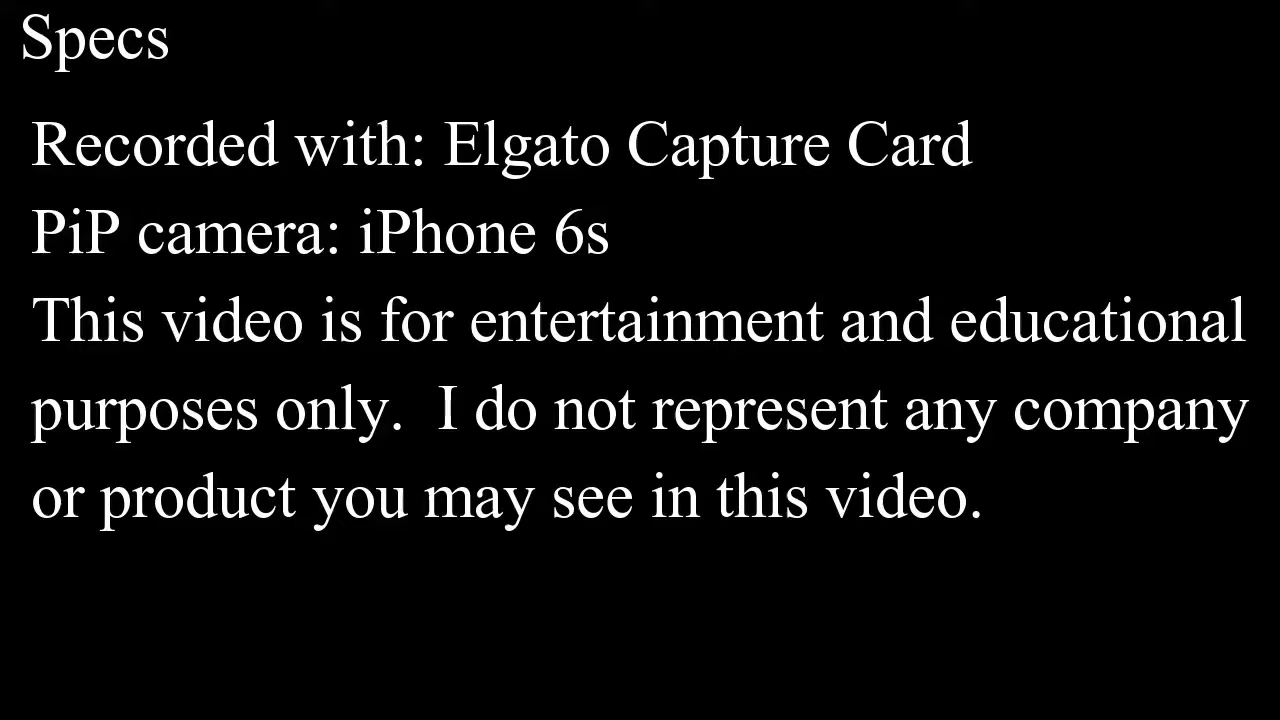 Specs
Recorded with: Elgato Capture Card
PiP camera: iPhone 6s
This video is for entertainment and educational
purposes only.  I do not represent any company
or product you may see in this video.